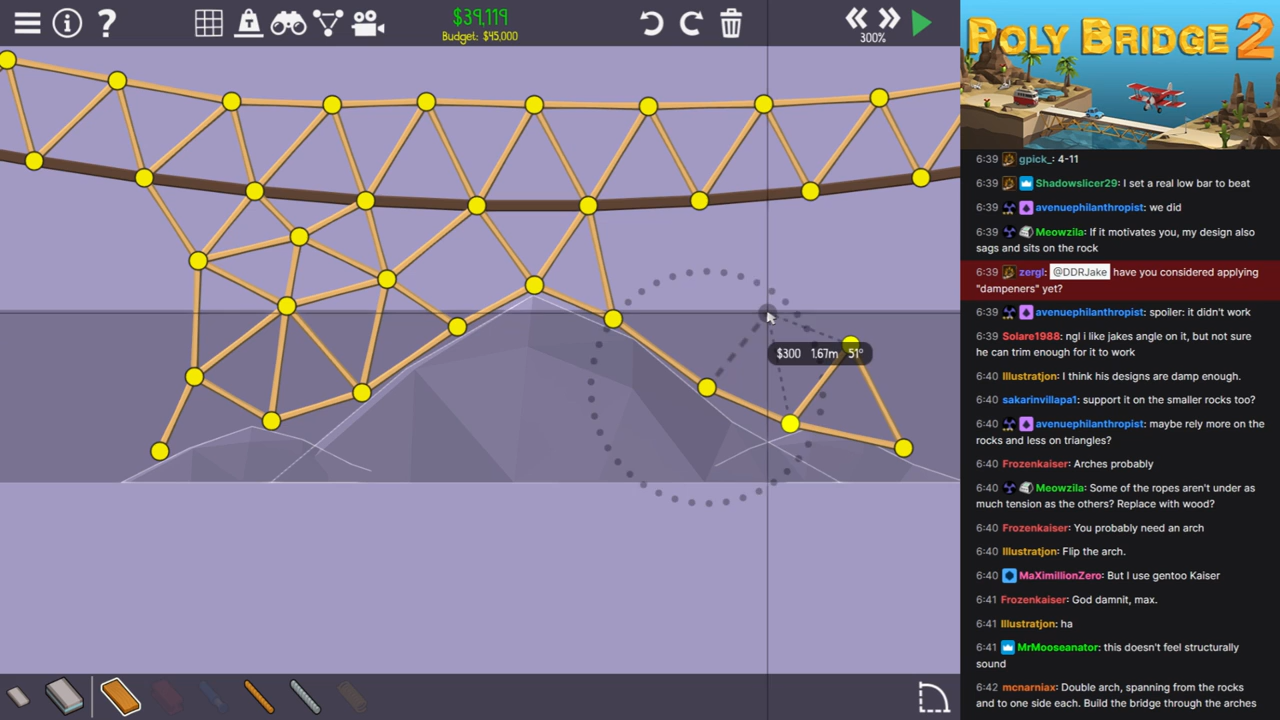 $39,119
Budget: $45,000
300%
$300 1.67m 51°
POLY BRIDGE 2
6:39 gpick_: 4-11
6:39 Shadowslicer29: I set a real low bar to beat
6:39 avenuephilanthropist: we did
6:39 Meowzila: If it motivates you, my design also
sags and sits on the rock
6:39 zergl: @DDRJake have you considered applying
"dampeners" yet?
6:39 avenuephilanthropist: spoiler: it didn't work
6:39 Solare1988: ngl i like jakes angle on it, but not sure
he can trim enough for it to work
6:40 Illustratjon: I think his designs are damp enough.
6:40 sakarinvillapa1: support it on the smaller rocks too?
6:40 avenuephilanthropist: maybe rely more on the
rocks and less on triangles?
6:40 Frozenkaiser: Arches probably
6:40 Meowzila: Some of the ropes aren't under as
much tension as the others? Replace with wood?
6:40 Frozenkaiser: You probably need an arch
6:40 Illustratjon: Flip the arch.
6:40 MaXimillionZero: But I use gentoo Kaiser
6:41 Frozenkaiser: God damnit, max.
6:41 Illustratjon: ha
6:41 MrMooseanator: this doesn't feel structurally
sound
6:42 mcnarniax: Double arch, spanning from the rocks
and to one side each. Build the bridge through the arches